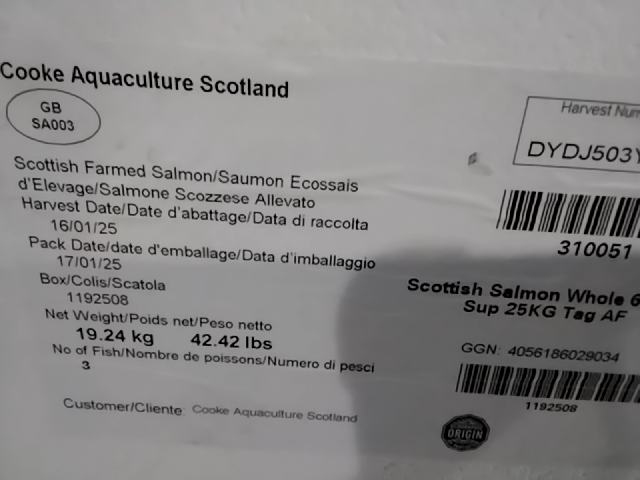 Cooke Aquaculture Scotland
GB
SA003
Harvest
DYDJ503
Scottish Farmed Salmon/Saumon Ecossais
d'Elevage/Salmone Scozzese Allevato
Harvest Date/Date d'abattage/Data di raccolta
16/01/25
310051
Pack Date/date d'emballage/Data d'imballaggio
17/01/25
Box/Colis/Scatola
1192508
Scottish Salmon Whole 6
Sup 25KG Tag AF
Net Weight/Poids net/Peso netto
19.24 kg 42.42 lbs
No of Fish/Nombre de poissons/Numero di pesci
3
GGN: 4056186029034
1192508
Customer/Cliente: Cooke Aquaculture Scotland
ORIGIN